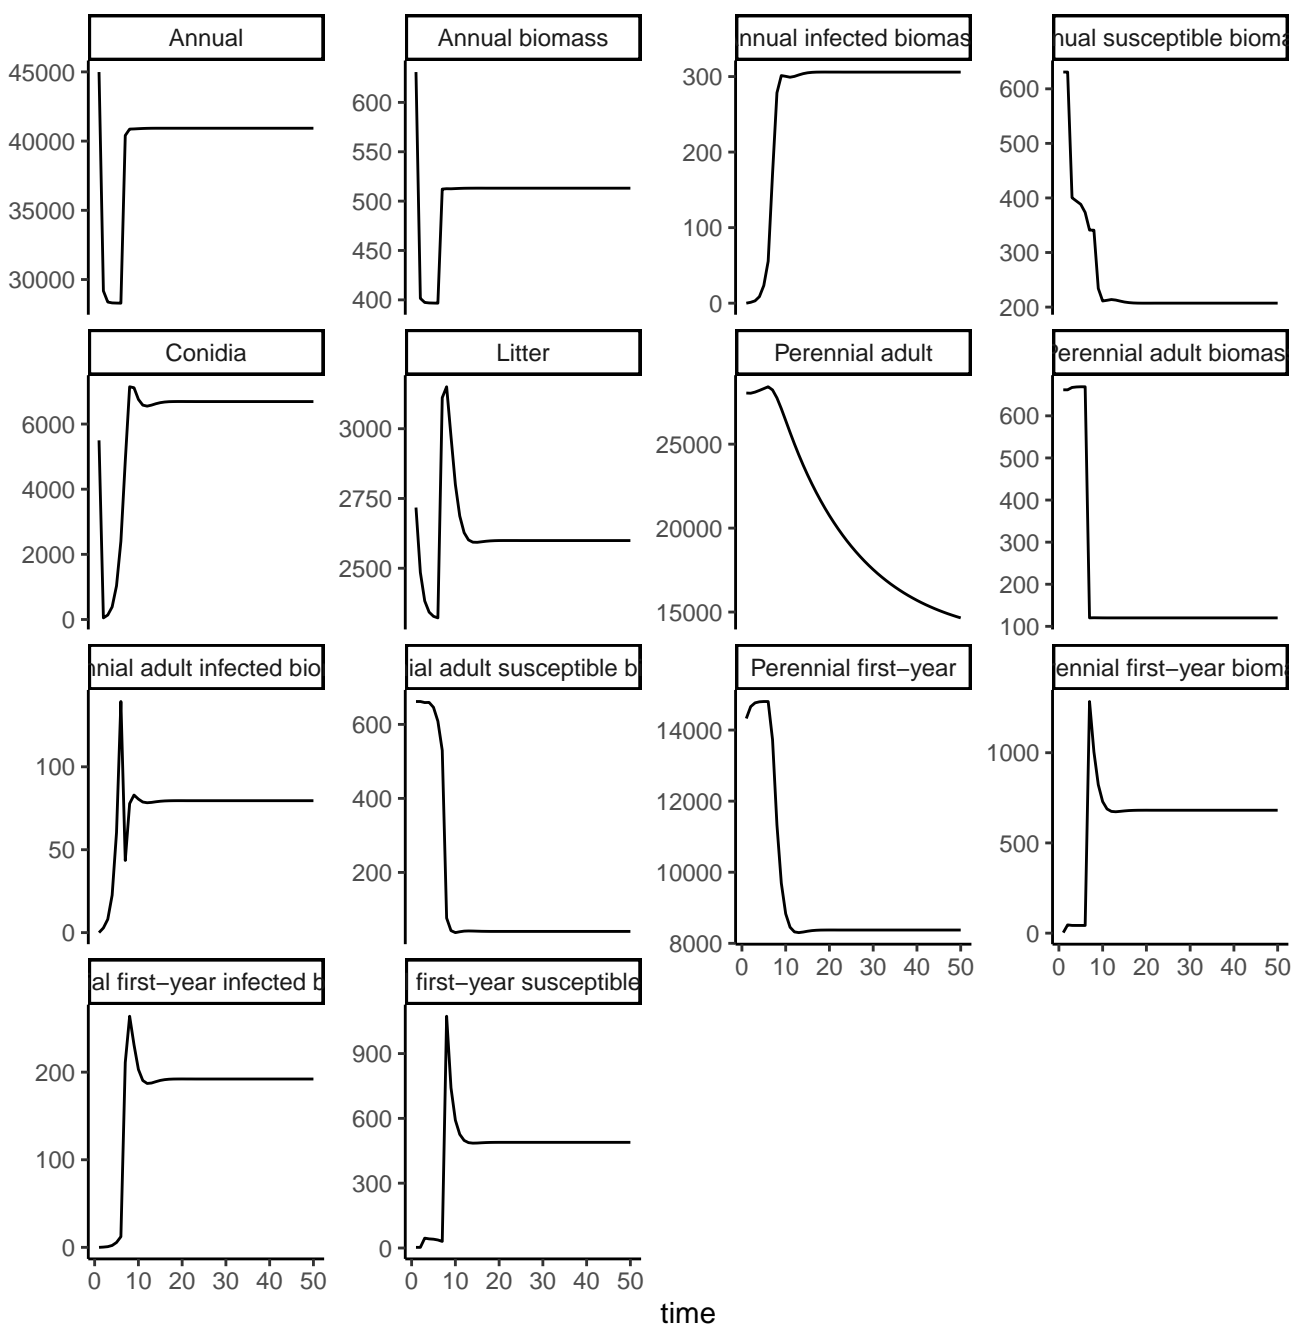 Annual
Annual biomass
nnual infected biomas
nual susceptible bioma
45000
40000
35000
30000
600
550
500
450
400
300
200
100
0
600
500
400
300
200
Conidia
Litter
Perennial adult
Perennial adult biomass
6000
4000
2000
0
3000
2750
2500
25000
20000
15000
600
500
400
300
200
100
nnial adult infected bio
ial adult susceptible b
Perennial first−year
ennial first−year bioma
100
50
0
600
400
200
14000
12000
10000
8000
1000
500
0
0 10 20 30 40 50
0 10 20 30 40 50
al first−year infected b
first−year susceptible
200
100
0
900
600
300
0
0 10 20 30 40 50
0 10 20 30 40 50
time